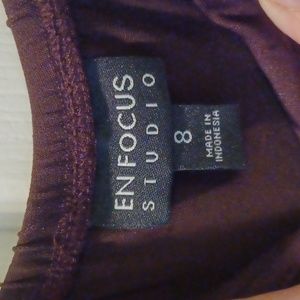 EN FOCUS
STUDIO
8
MADE IN
INDONESIA